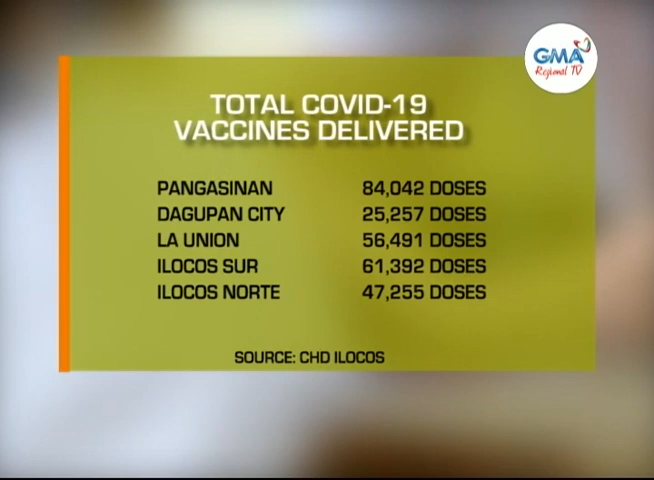 GMA
Regional TV
TOTAL COVID-19
VACCINES DELIVERED
PANGASINAN 84,042 DOSES
DAGUPAN CITY 25,257 DOSES
LA UNION 56,491 DOSES
ILOCOS SUR 61,392 DOSES
ILOCOS NORTE 47,255 DOSES
SOURCE: CHD ILOCOS